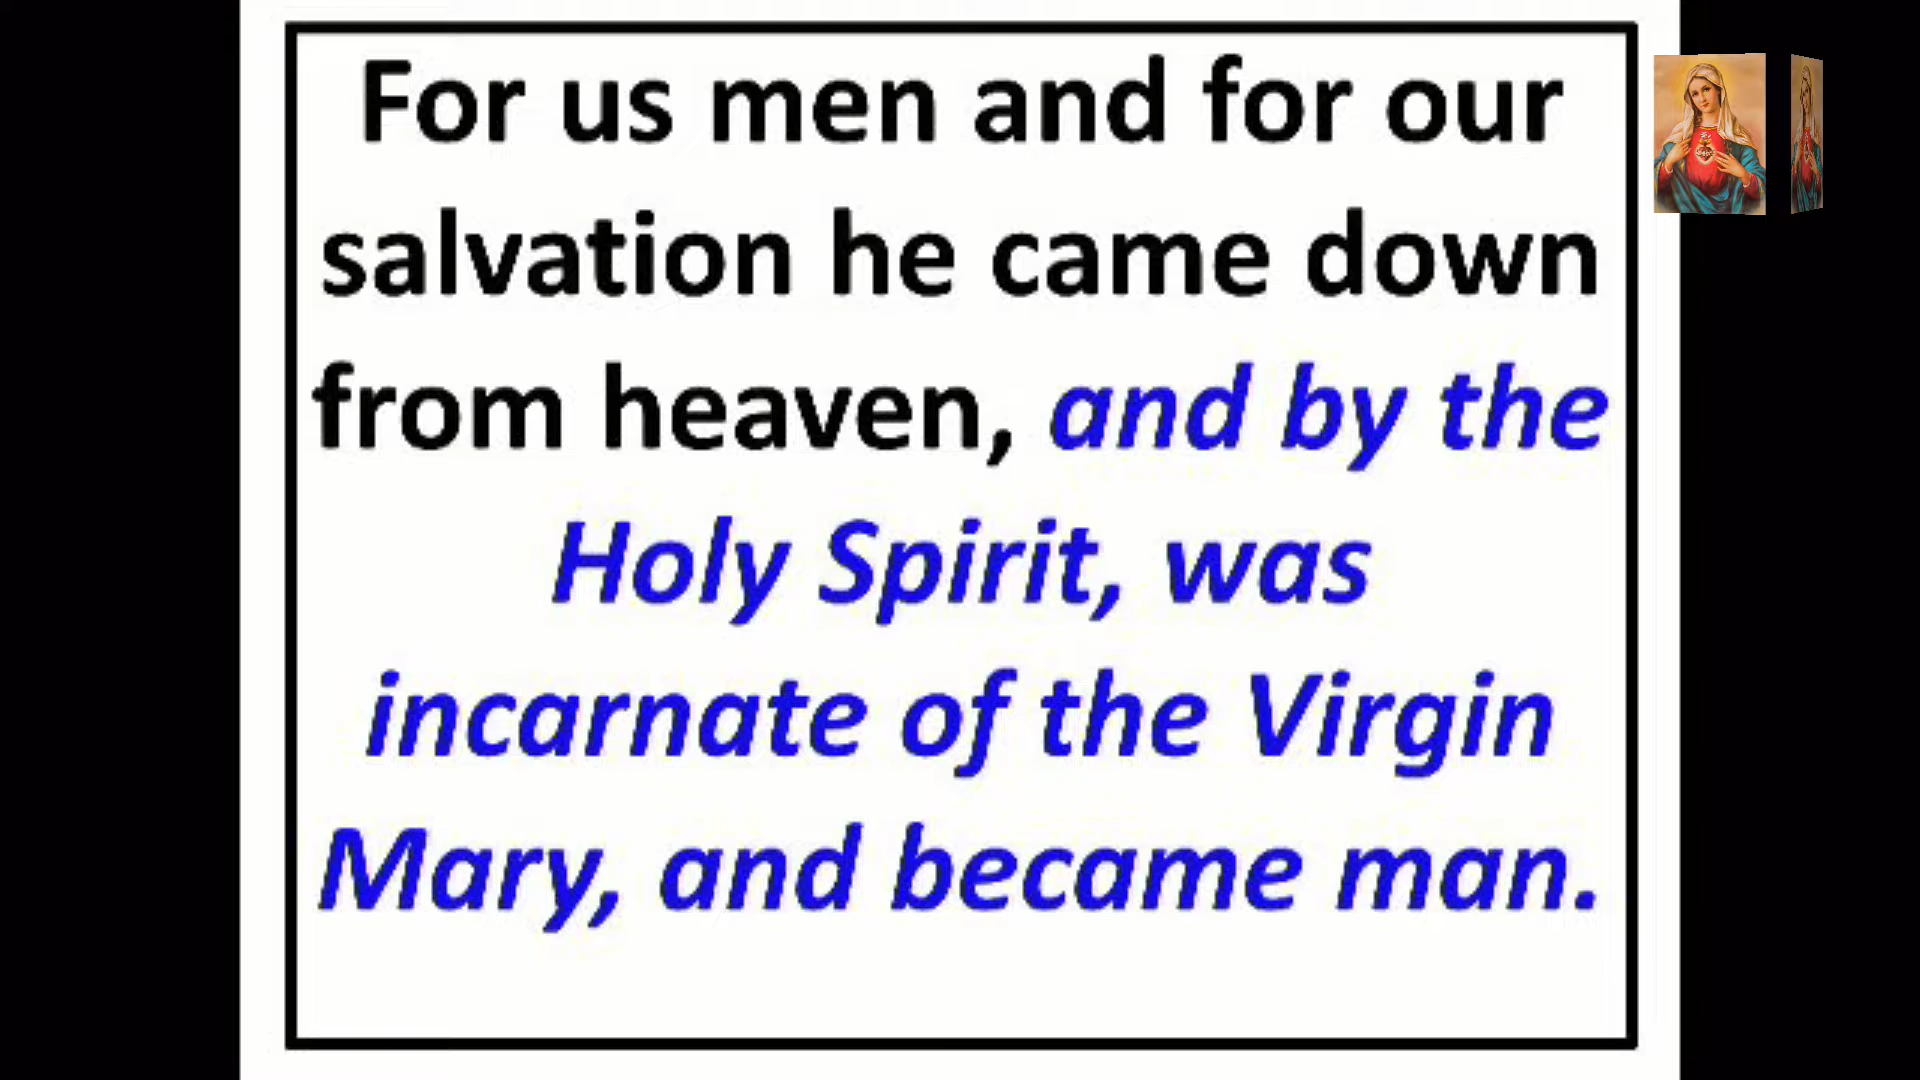 For us men and for our
salvation he came down
from heaven, and by the
Holy Spirit, was
incarnate of the Virgin
Mary, and became man.